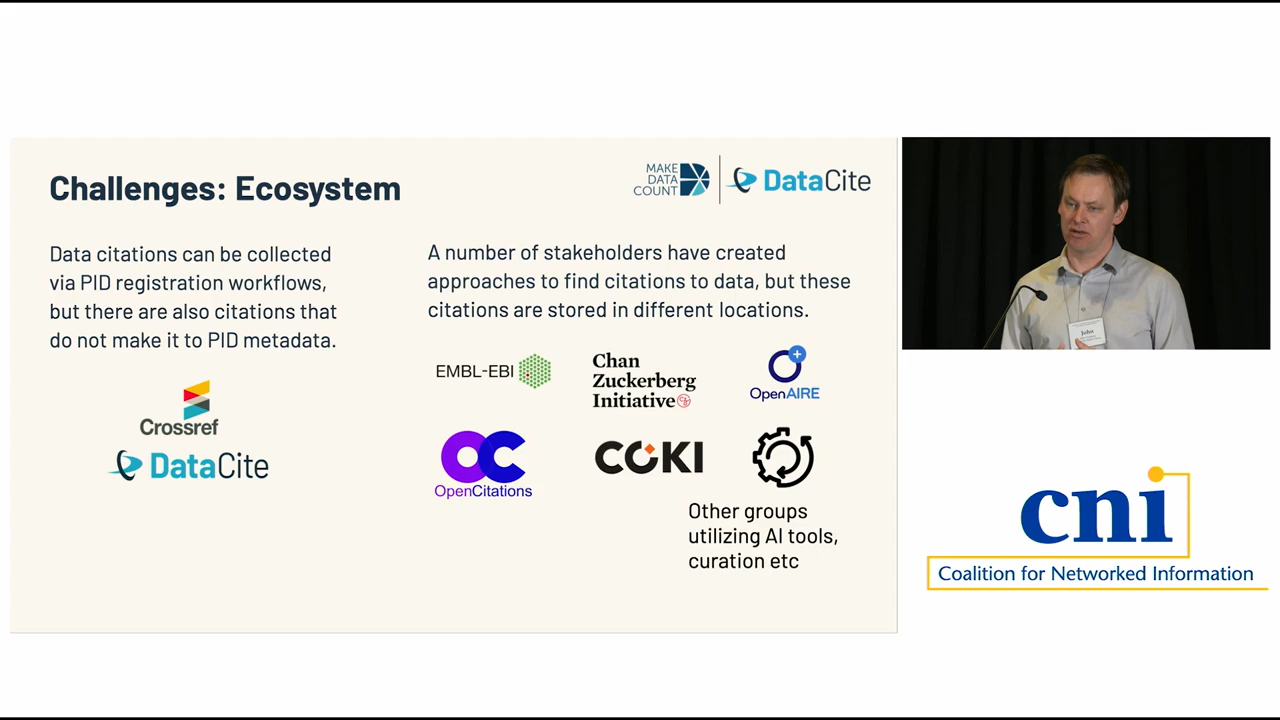 Challenges: Ecosystem
MAKE
DATA
COUNT
DataCite
Data citations can be collected
via PID registration workflows,
but there are also citations that
do not make it to PID metadata.
Crossref
DataCite
A number of stakeholders have created
approaches to find citations to data, but these
citations are stored in different locations.
EMBL-EBI
Chan
Zuckerberg
Initiative
OpenAIRE
OC
OpenCitations
COKI
Other groups
utilizing AI tools,
curation etc
John
cni
Coalition for Networked Information